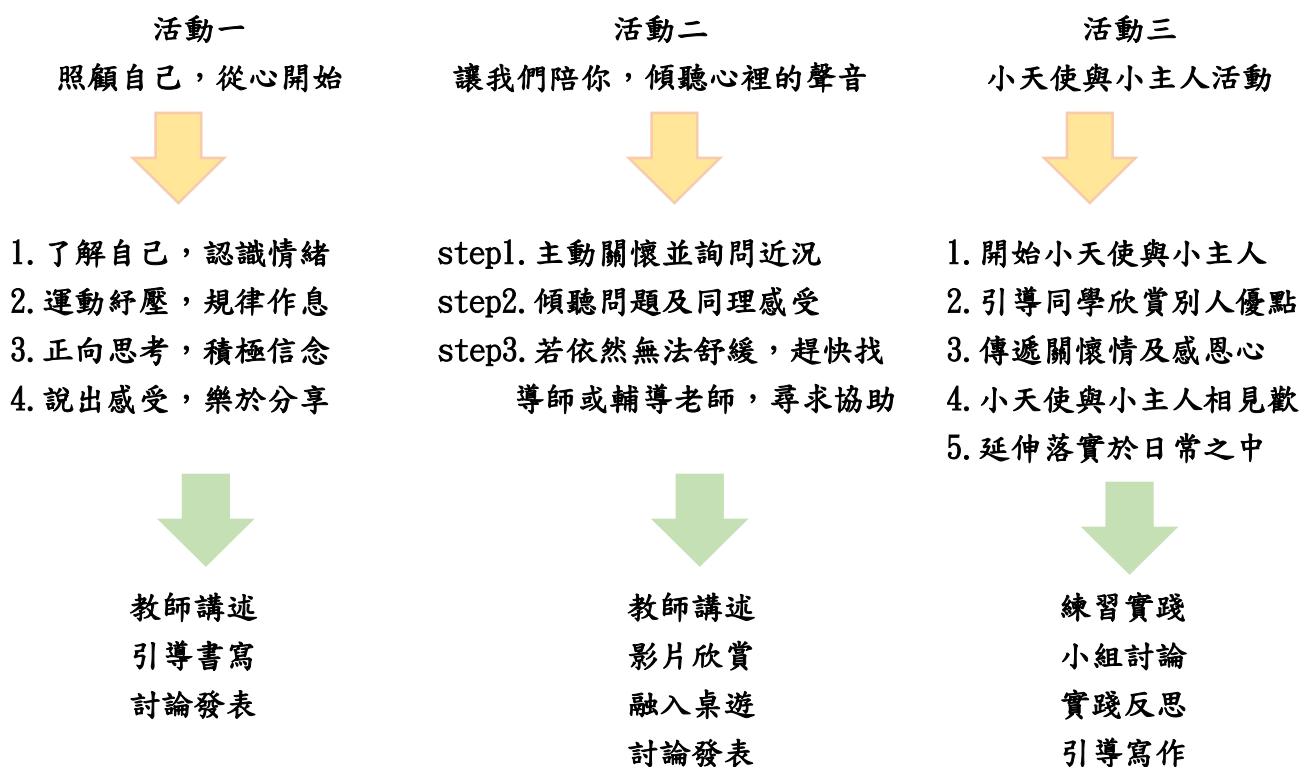 活動一
照顧自己，從心開始
1.了解自己，認識情緒
2.運動紓壓，規律作息
3.正向思考，積極信念
4.說出感受，樂於分享
教師講述
引導書寫
討論發表
活動二
讓我們陪你，傾聽心裡的聲音
step1.主動關懷並詢問近況
step2.傾聽問題及同理感受
step3.若依然無法舒緩，趕快找
導師或輔導老師，尋求協助
教師講述
影片欣賞
融入桌遊
討論發表
活動三
小天使與小主人活動
1.開始小天使與小主人
2.引導同學欣賞別人優點
3.傳遞關懷情及感恩心
4.小天使與小主人相見歡
5.延伸落實於日常之中
練習實踐
小組討論
實踐反思
引導寫作